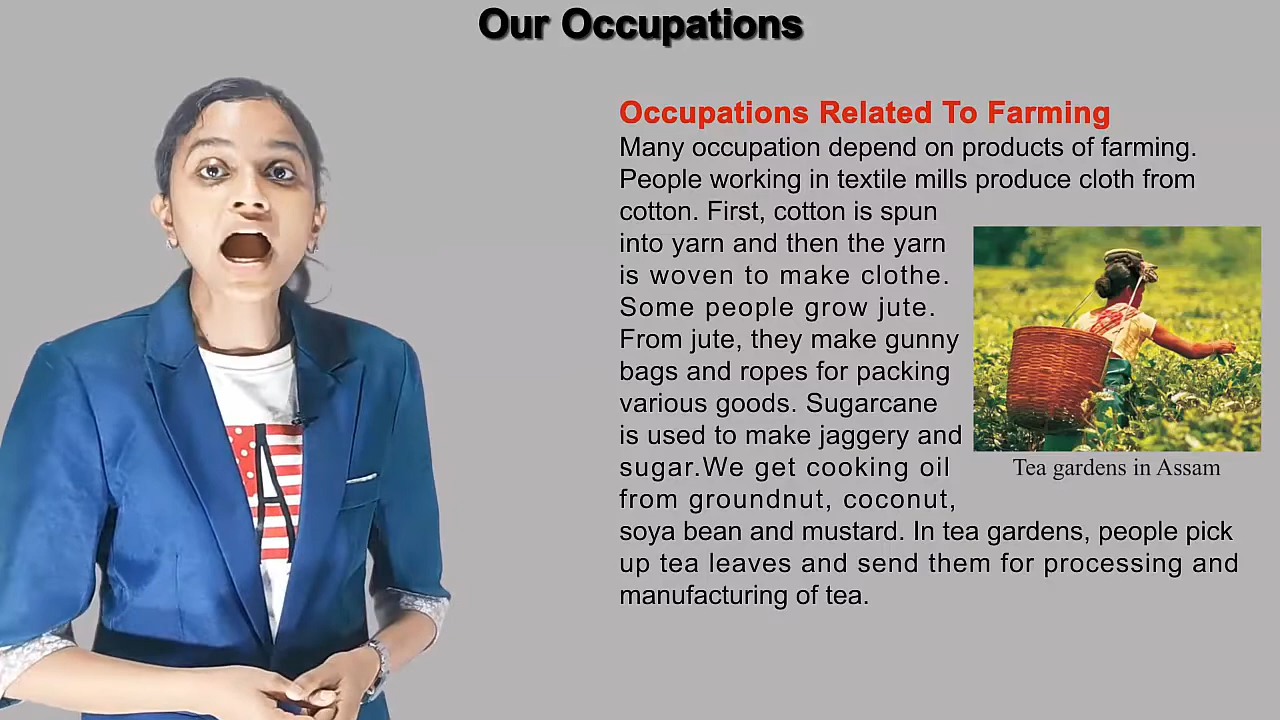 Our Occupations
Occupations Related To Farming
Many occupation depend on products of farming.
People working in textile mills produce cloth from
cotton. First, cotton is spun
into yarn and then the yarn
is woven to make clothe.
Some people grow jute.
From jute, they make gunny
bags and ropes for packing
various goods. Sugarcane
is used to make jaggery and
sugar.We get cooking oil
from groundnut, coconut,
soya bean and mustard. In tea gardens, people pick
up tea leaves and send them for processing and
manufacturing of tea.
Tea gardens in Assam
A